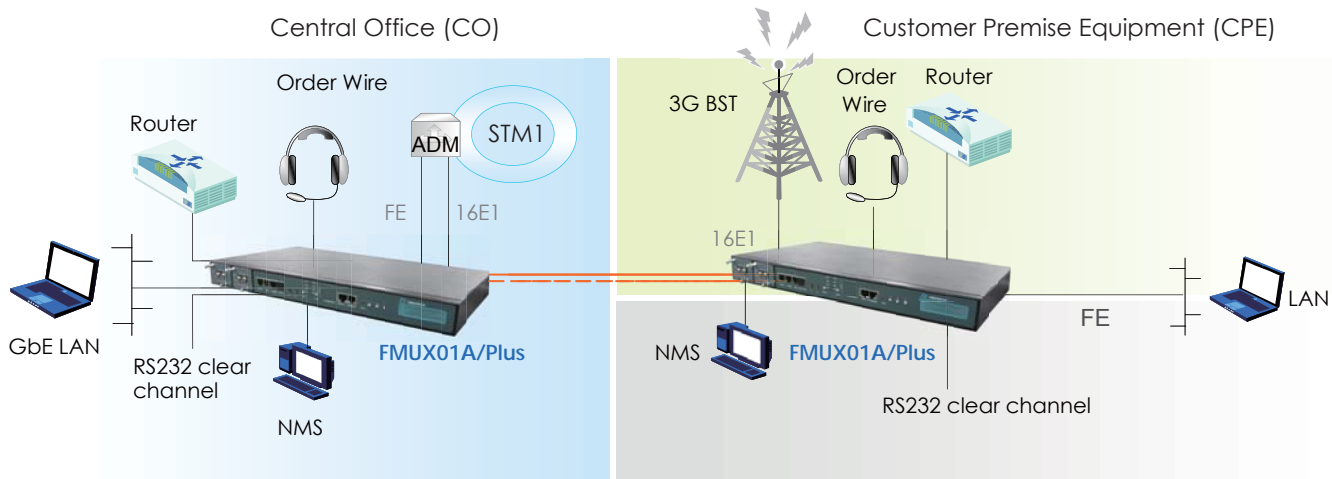 Central Office (CO)
Customer Premise Equipment (CPE)
Order Wire
Router
ADM
STM1
FE
16E1
GbE LAN
RS232 clear
channel
NMS
FMUX01A/Plus
3G BST
Order
Wire
Router
16E1
NMS
FMUX01A/Plus
FE
LAN
RS232 clear channel